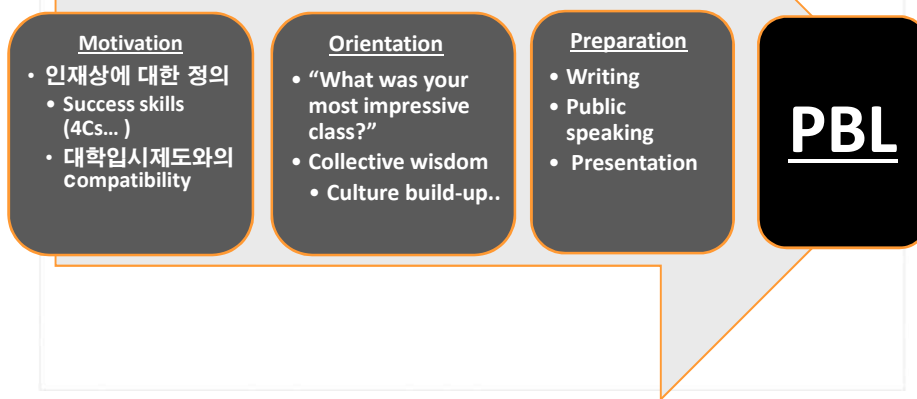 Motivation
• 인재상에 대한 정의
• Success skills
(4Cs... )
• 대학입시제도와의
compatibility
Orientation
• “What was your
most impressive
class?”
• Collective wisdom
• Culture build-up..
Preparation
• Writing
• Public
speaking
• Presentation
PBL